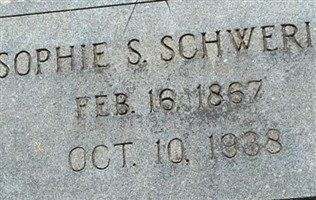 SOPHIE S. SCHWERI
FEB. 16, 1867
OCT. 10, 1938